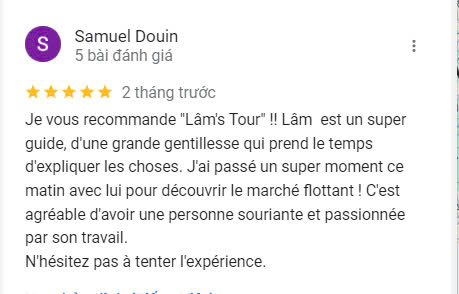 S
Samuel Douin
5 bài đánh giá
2 tháng trước
Je vous recommande "Lâm's Tour" !! Lâm  est un super
guide, d'une grande gentillesse qui prend le temps
d'expliquer les choses. J'ai passé un super moment ce
matin avec lui pour découvrir le marché flottant ! C'est
agréable d'avoir une personne souriante et passionnée
par son travail.
N'hésitez pas à tenter l'expérience.